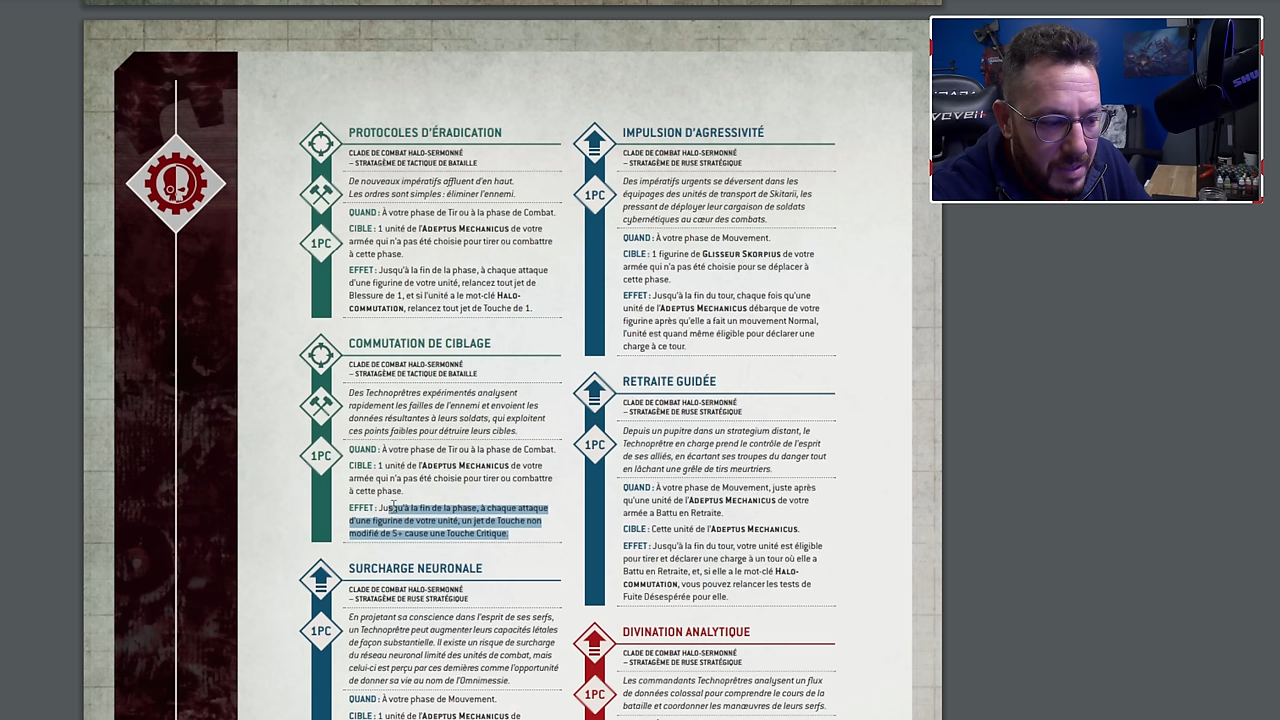 PROTOCOLES D'ÉRADICATION
CLADE DE COMBAT HALO-SERMONNÉ
– STRATAGÈME DE TACTIQUE DE BATAILLE
De nouveaux impératifs affluent d'en haut.
Les ordres sont simples : éliminer l'ennemi.
QUAND : À votre phase de Tir ou à la phase de Combat.
1PC
CIBLE : 1 unité de l'ADEPTUS MECHANICUS de votre
armée qui n'a pas été choisie pour tirer ou combattre
à cette phase.
EFFET : Jusqu'à la fin de la phase, à chaque attaque
d'une figurine de votre unité, relancez tout jet de
Blessure de 1, et si l'unité a le mot-clé HALO-
COMMUTATION, relancez tout jet de Touche de 1.
COMMUTATION DE CIBLAGE
CLADE DE COMBAT HALO-SERMONNÉ
– STRATAGÈME DE TACTIQUE DE BATAILLE
Des Technoprêtres expérimentés analysent
rapidement les failles de l'ennemi et envoient les
données résultantes à leurs soldats, qui exploitent
ces points faibles pour détruire leurs cibles.
QUAND : À votre phase de Tir ou à la phase de Combat.
1PC
CIBLE : 1 unité de l'ADEPTUS MECHANICUS de votre
armée qui n'a pas été choisie pour tirer ou combattre
à cette phase.
EFFET : Jusqu'à la fin de la phase, à chaque attaque
d'une figurine de votre unité, un jet de Touche non
modifié de 5+ cause une Touche Critique.
SURCHARGE NEURONALE
CLADE DE COMBAT HALO-SERMONNÉ
– STRATAGÈME DE RUSE STRATÉGIQUE
1PC
En projetant sa conscience dans l'esprit de ses serfs,
un Technoprêtre peut augmenter leurs capacités létales
de façon substantielle. Il existe un risque de surcharge
du réseau neuronal limité des unités de combat, mais
celui-ci est perçu par ces dernières comme l'opportunité
de donner sa vie au nom de l'Omnimessie.
QUAND : À votre phase de Mouvement.
CIBLE : 1 unité de l'ADEPTUS MECHANICUS de
IMPULSION D'AGRESSIVITÉ
CLADE DE COMBAT HALO-SERMONNÉ
– STRATAGÈME DE RUSE STRATÉGIQUE
1PC
Des impératifs urgents se déversent dans les
équipages des unités de transport de Skitarii, les
pressant de déployer leur cargaison de soldats
cybernétiques au cœur des combats.
QUAND : À votre phase de Mouvement.
CIBLE : 1 figurine de GLISSEUR SKORPIUS de votre
armée qui n'a pas été choisie pour se déplacer à
cette phase.
EFFET : Jusqu'à la fin du tour, chaque fois qu'une
unité de l'ADEPTUS MECHANICUS débarque de votre
figurine après qu'elle a fait un mouvement Normal,
l'unité est quand même éligible pour déclarer une
charge à ce tour.
RETRAITE GUIDÉE
CLADE DE COMBAT HALO-SERMONNÉ
– STRATAGÈME DE RUSE STRATÉGIQUE
1PC
Depuis un pupitre dans un strategium distant, le
Technoprêtre en charge prend le contrôle de l'esprit
de ses alliés, en écartant ses troupes du danger tout
en lâchant une grêle de tirs meurtriers.
QUAND : À votre phase de Mouvement, juste après
qu'une unité de l'ADEPTUS MECHANICUS de votre
armée a Battu en Retraite.
CIBLE : Cette unité de l'ADEPTUS MECHANICUS.
EFFET : Jusqu'à la fin du tour, votre unité est éligible
pour tirer et déclarer une charge à un tour où elle a
Battu en Retraite, et, si elle a le mot-clé HALO-
COMMUTATION, vous pouvez relancer les tests de
Fuite Désespérée pour elle.
DIVINATION ANALYTIQUE
CLADE DE COMBAT HALO-SERMONNÉ
– STRATAGÈME DE RUSE STRATÉGIQUE
1PC
Les commandants Technoprêtres analysent un flux
de données colossal pour comprendre le cours de la
bataille et coordonner les manœuvres de leurs serfs.